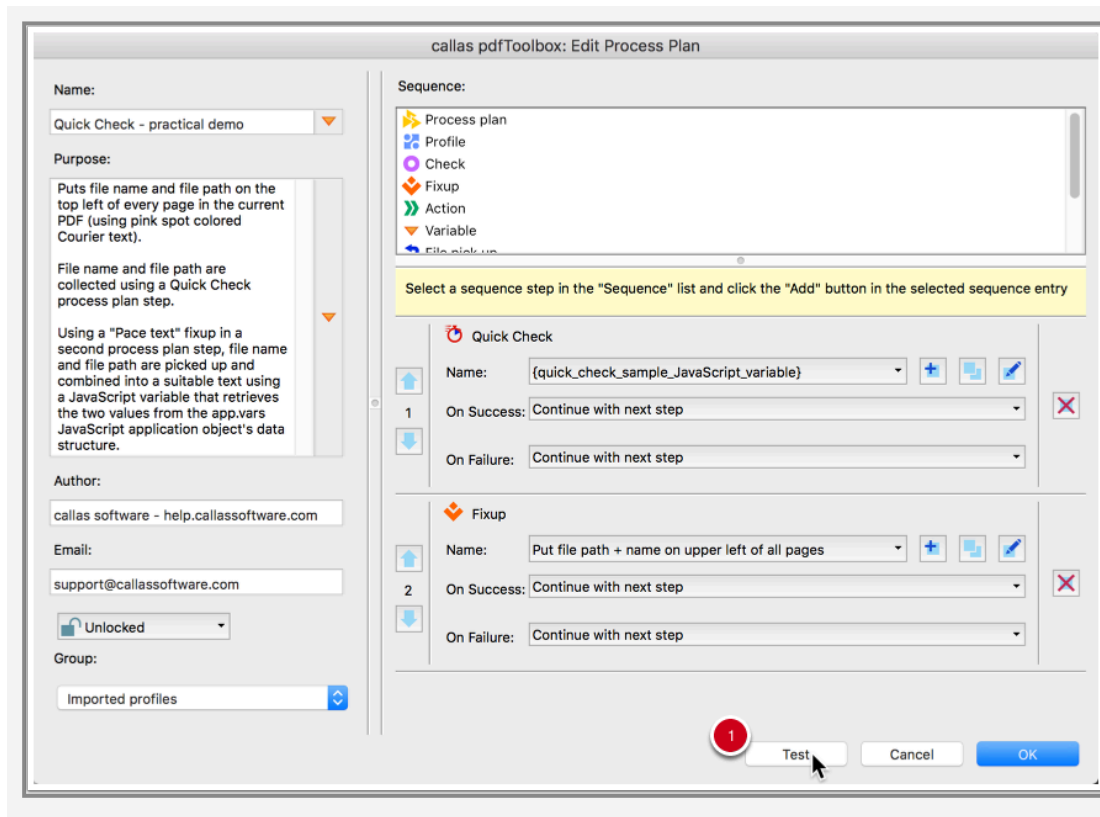 callas pdfToolbox: Edit Process Plan
Name:
Quick Check - practical demo
Purpose:
Puts file name and file path on the
top left of every page in the current
PDF (using pink spot colored
Courier text).
File name and file path are
collected using a Quick Check
process plan step.
Using a "Pace text" fixup in a
second process plan step, file name
and file path are picked up and
combined into a suitable text using
a JavaScript variable that retrieves
the two values from the app.vars
JavaScript application object's data
structure.
Author:
callas software - help.callassoftware.com
Email:
support@callassoftware.com
Unlocked
Group:
Imported profiles
Sequence:
Process plan
Profile
Check
Fixup
Action
Variable
File pick-up
Select a sequence step in the "Sequence" list and click the "Add" button in the selected sequence entry
Quick Check
Name: {quick_check_sample_JavaScript_variable}
1
On Success: Continue with next step
On Failure: Continue with next step
Fixup
Name: Put file path + name on upper left of all pages
2
On Success: Continue with next step
On Failure: Continue with next step
1
Test
Cancel
OK